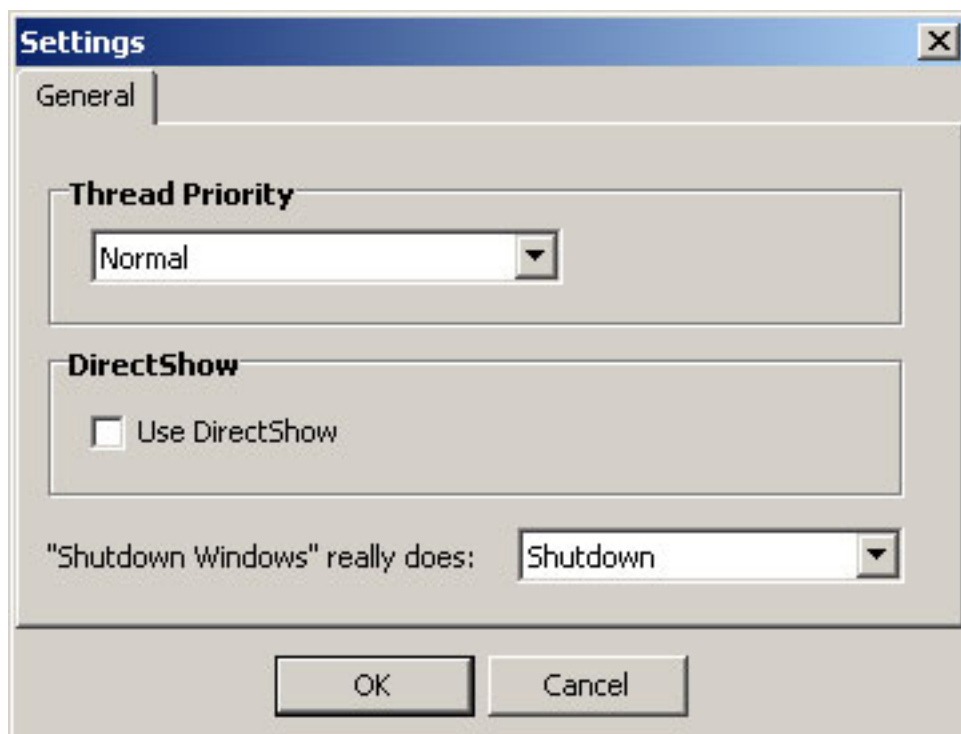 Settings
General
Thread Priority
Normal
DirectShow
Use DirectShow
"Shutdown Windows" really does: Shutdown
OK Cancel